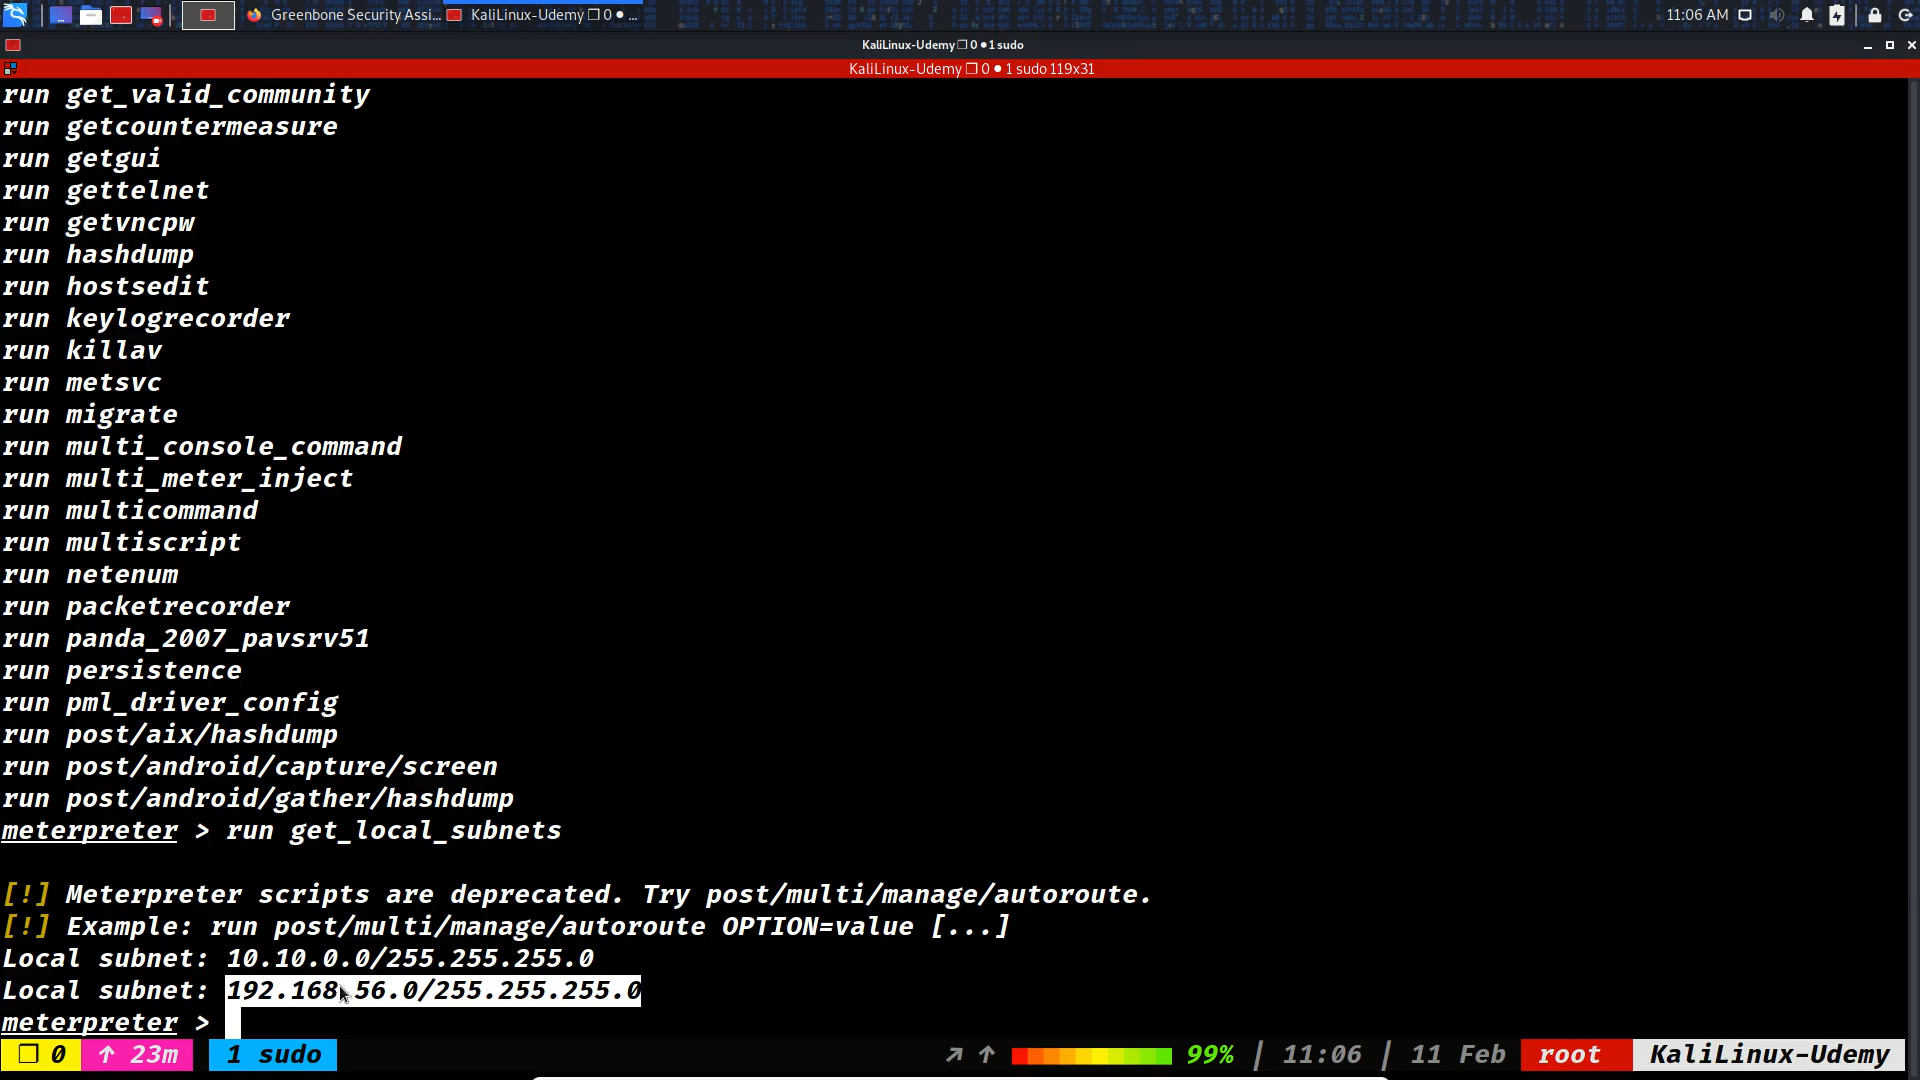 Greenbone Security Assi...
KaliLinux-Udemy ❐ 0 ● ...
11:06 AM
KaliLinux-Udemy ❐ 0 ● 1 sudo
KaliLinux-Udemy ❐ 0 ● 1 sudo 119x31
run get_valid_community
run getcountermeasure
run getgui
run gettelnet
run getvncpw
run hashdump
run hostsedit
run keylogrecorder
run killav
run metsvc
run migrate
run multi_console_command
run multi_meter_inject
run multicommand
run multiscript
run netenum
run packetrecorder
run panda_2007_pavsrv51
run persistence
run pml_driver_config
run post/aix/hashdump
run post/android/capture/screen
run post/android/gather/hashdump
meterpreter > run get_local_subnets
[!] Meterpreter scripts are deprecated. Try post/multi/manage/autoroute.
[!] Example: run post/multi/manage/autoroute OPTION=value [...]
Local subnet: 10.10.0.0/255.255.255.0
Local subnet: 192.168.56.0/255.255.255.0
meterpreter >
❐ 0 ↑ 23m 1 sudo ↗ ↑ 99% | 11:06 | 11 Feb root KaliLinux-Udemy